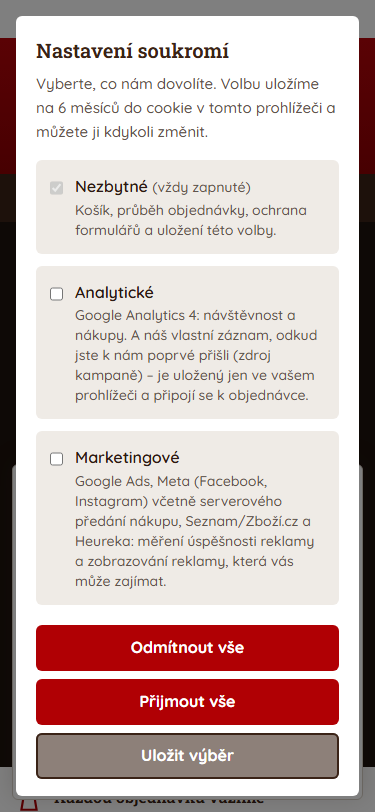 Nastavení soukromí
Vyberte, co nám dovolíte. Volbu uložíme
na 6 měsíců do cookie v tomto prohlížeči a
můžete ji kdykoli změnit.
Nezbytné (vždy zapnuté)
Košík, průběh objednávky, ochrana
formulářů a uložení této volby.
Analytické
Google Analytics 4: návštěvnost a
nákupy. A náš vlastní záznam, odkud
jste k nám poprvé přišli (zdroj
kampaně) – je uložený jen ve vašem
prohlížeči a připojí se k objednávce.
Marketingové
Google Ads, Meta (Facebook,
Instagram) včetně serverového
předání nákupu, Seznam/Zboží.cz a
Heureka: měření úspěšnosti reklamy
a zobrazování reklamy, která vás
může zajímat.
Odmítnout vše
Přijmout vše
Uložit výběr